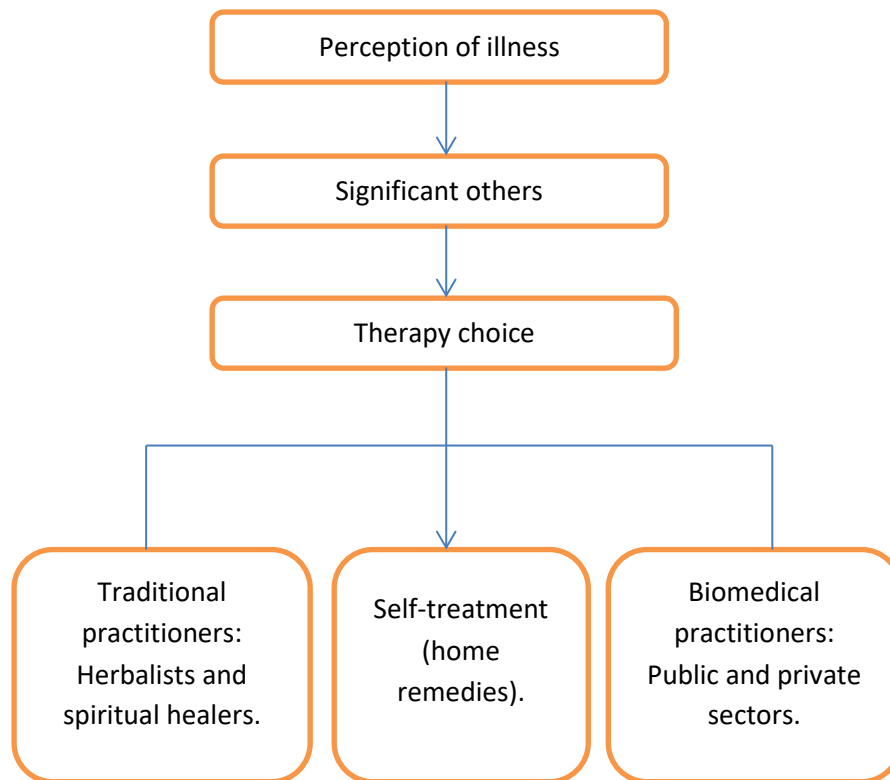 Perception of illness
Significant others
Therapy choice
Traditional
practitioners:
Herbalists and
spiritual healers.
Self-treatment
(home
remedies).
Biomedical
practitioners:
Public and private
sectors.